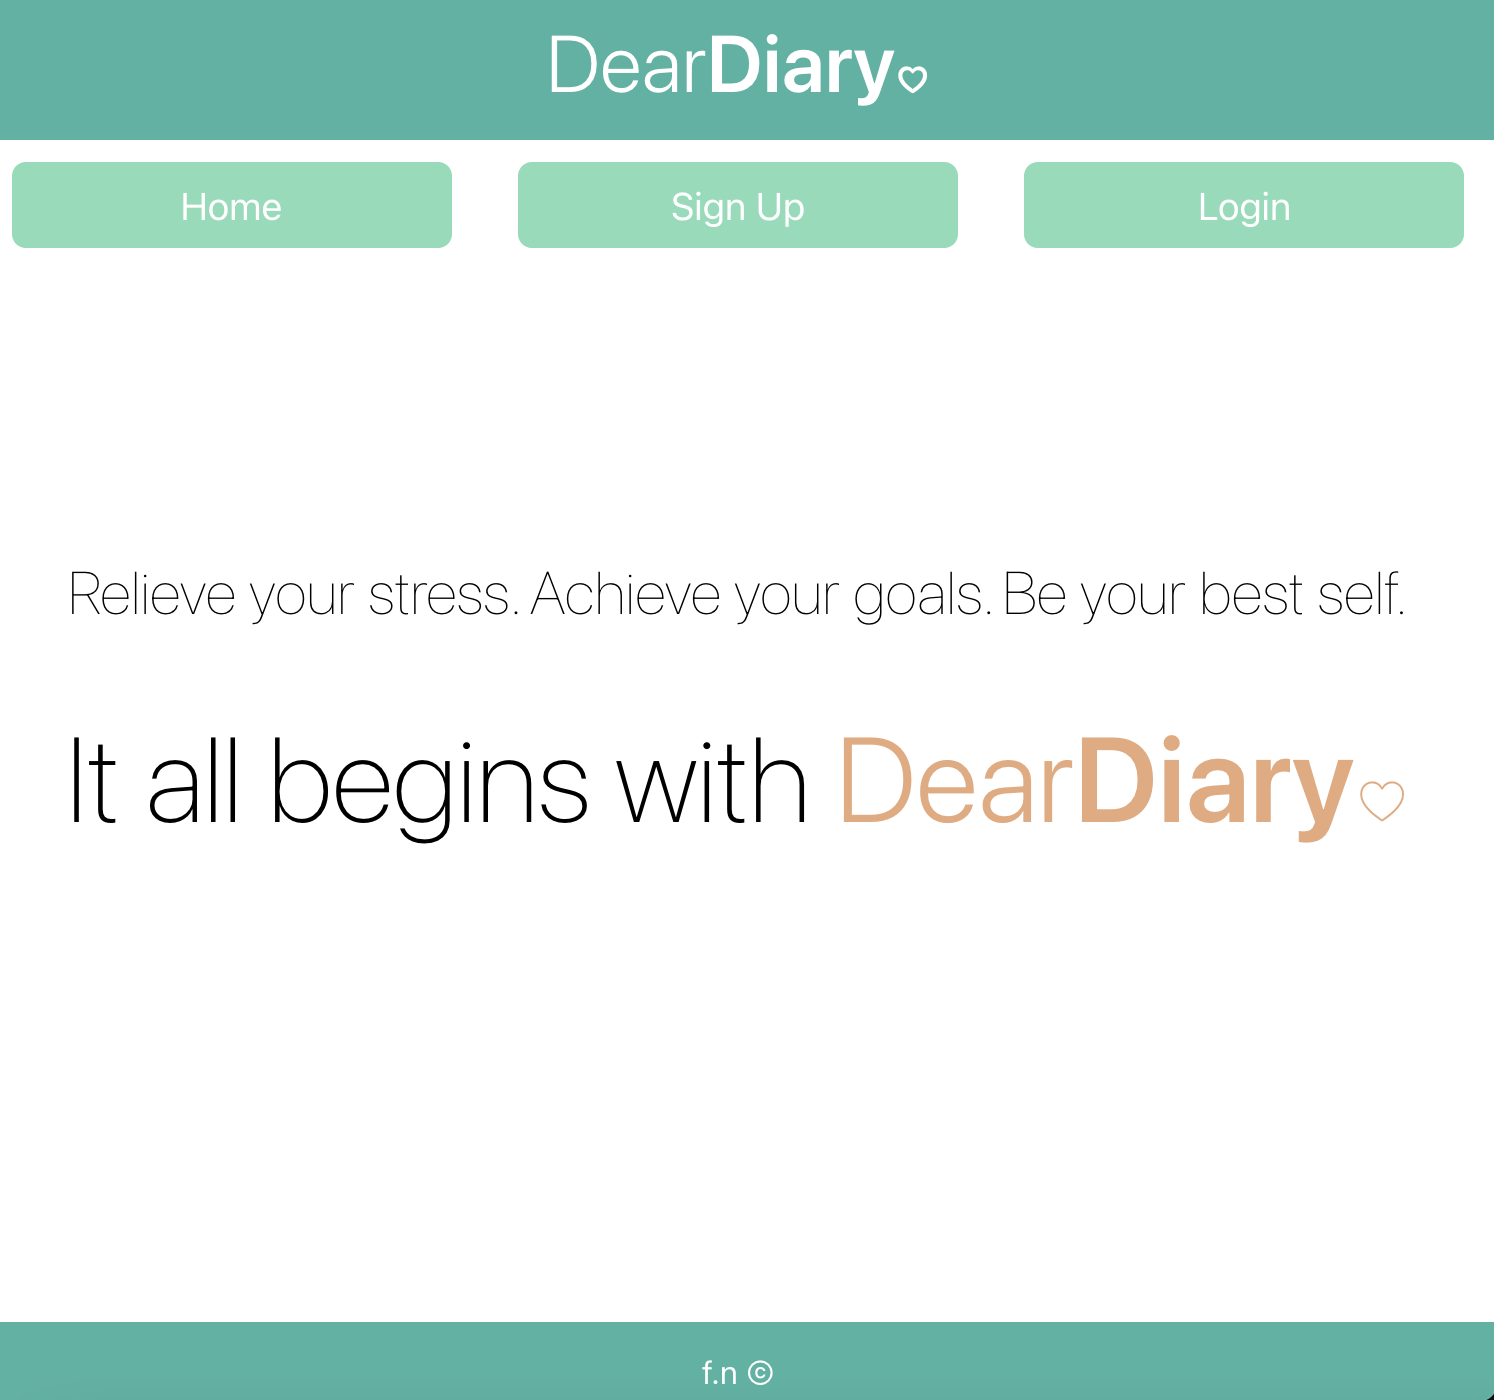 DearDiary♡
Home
Sign Up
Login
Relieve your stress. Achieve your goals. Be your best self.
It all begins with DearDiary♡
f.n ©